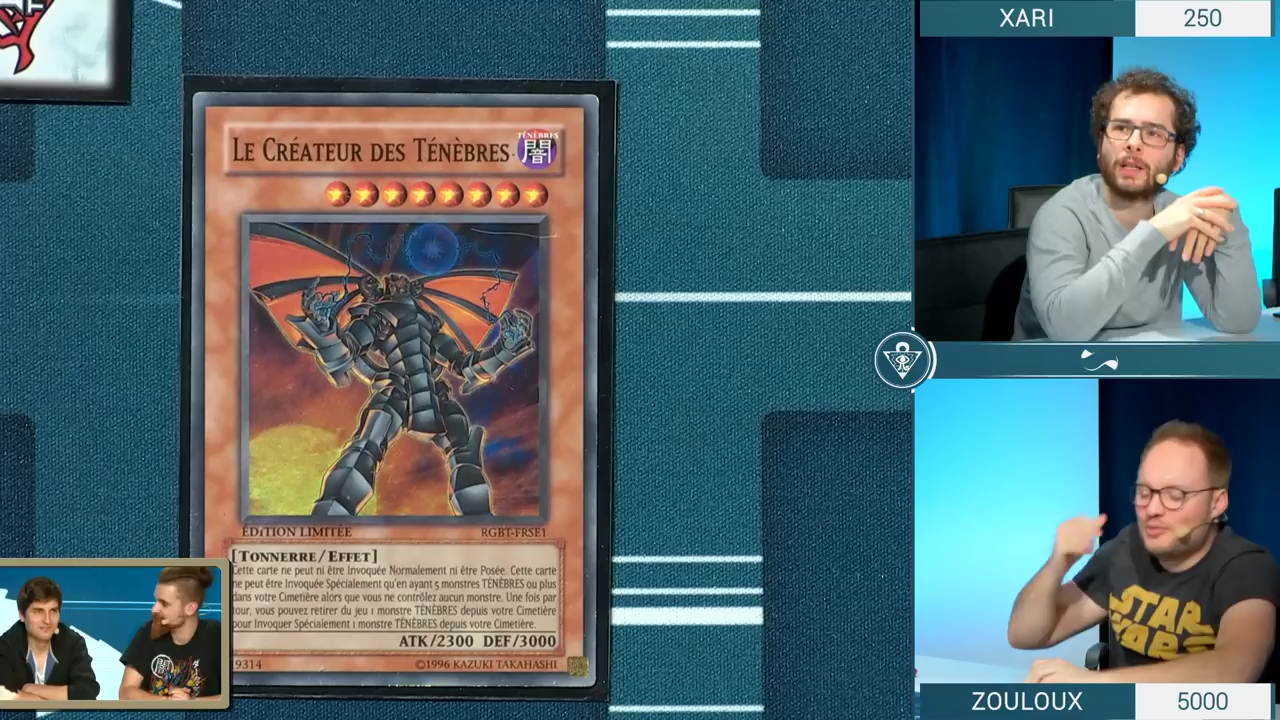 XARI 250
LE CRÉATEUR DES TÉNÈBRES
TÉNÈBRES
闇
ÉDITION LIMITÉE RGBT-FRSE1
[TONNERRE/EFFET]
Cette carte ne peut ni être Invoquée Normalement ni être Posée. Cette carte
ne peut être Invoquée Spécialement qu'en ayant 5 monstres TÉNÈBRES ou plus
dans votre Cimetière alors que vous ne contrôlez aucun monstre. Une fois par
tour, vous pouvez retirer du jeu 1 monstre TÉNÈBRES depuis votre Cimetière
pour Invoquer Spécialement 1 monstre TÉNÈBRES depuis votre Cimetière.
ATK/2300 DEF/3000
9314 ©1996 KAZUKI TAKAHASHI
STAR
WARS
ZOULOUX 5000